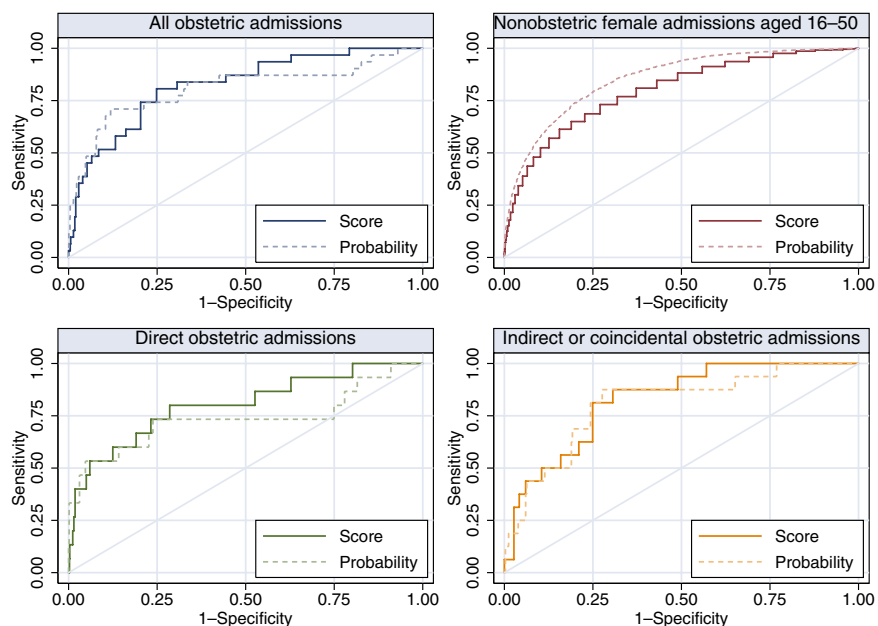 All obstetric admissions
Sensitivity
1.00
0.75
0.50
0.25
0.00
Score
Probability
0.00 0.25 0.50 0.75 1.00
1–Specificity
Nonobstetric female admissions aged 16–50
Sensitivity
1.00
0.75
0.50
0.25
0.00
Score
Probability
0.00 0.25 0.50 0.75 1.00
1–Specificity
Direct obstetric admissions
Sensitivity
1.00
0.75
0.50
0.25
0.00
Score
Probability
0.00 0.25 0.50 0.75 1.00
1–Specificity
Indirect or coincidental obstetric admissions
Sensitivity
1.00
0.75
0.50
0.25
0.00
Score
Probability
0.00 0.25 0.50 0.75 1.00
1–Specificity